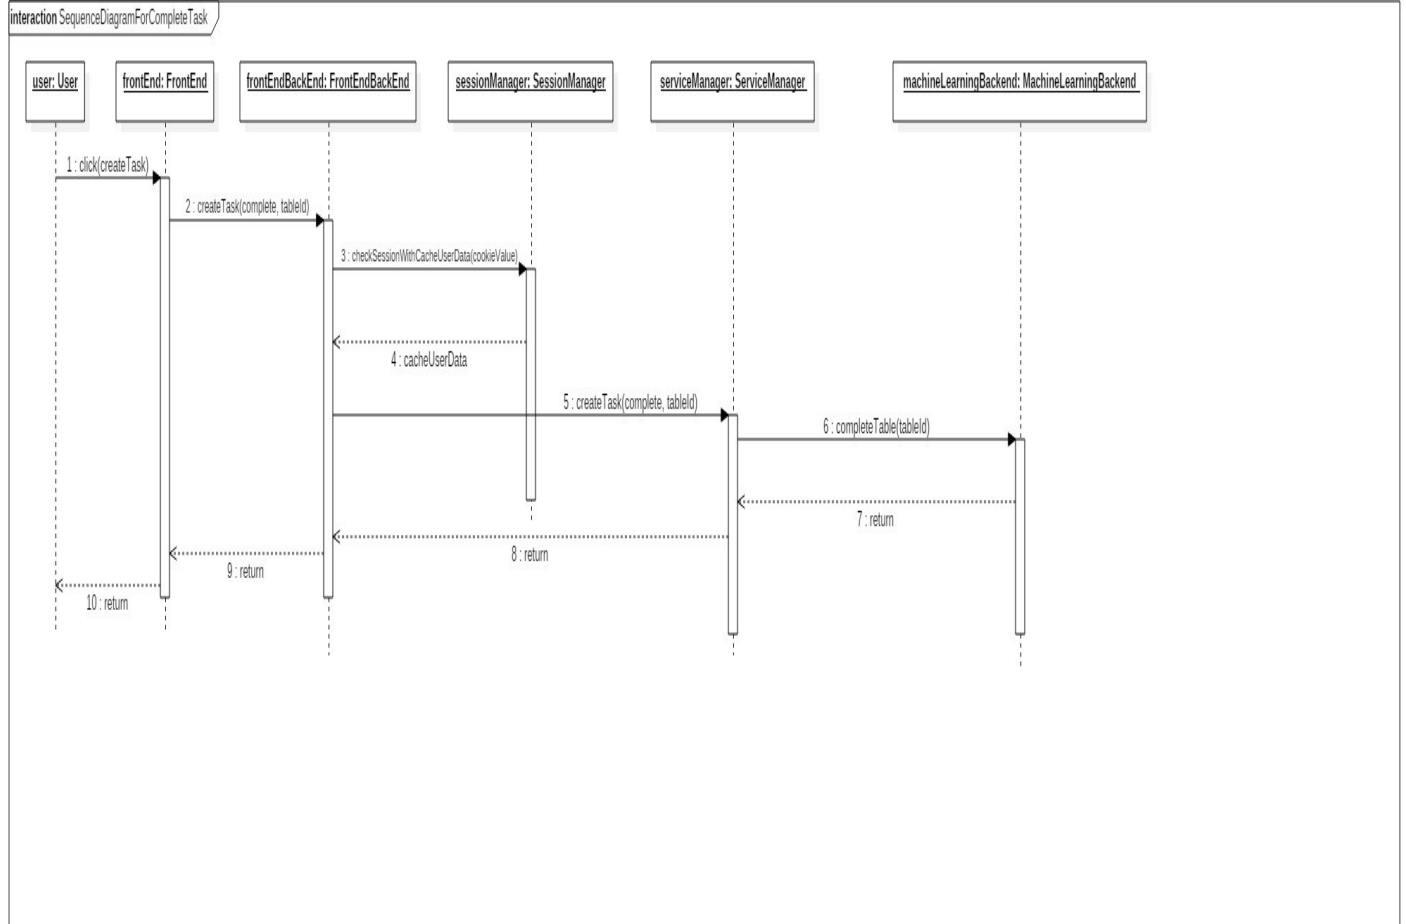 interaction SequenceDiagramForCompleteTask
user: User
frontEnd: FrontEnd
frontEndBackEnd: FrontEndBackEnd
sessionManager: SessionManager
serviceManager: ServiceManager
machineLearningBackend: MachineLearningBackend
1 : click(createTask)
2 : createTask(complete, tableId)
3 : checkSessionWithCacheUserData(cookieValue)
4 : cacheUserData
5 : createTask(complete, tableId)
6 : completeTable(tableId)
7 : return
8 : return
9 : return
10 : return